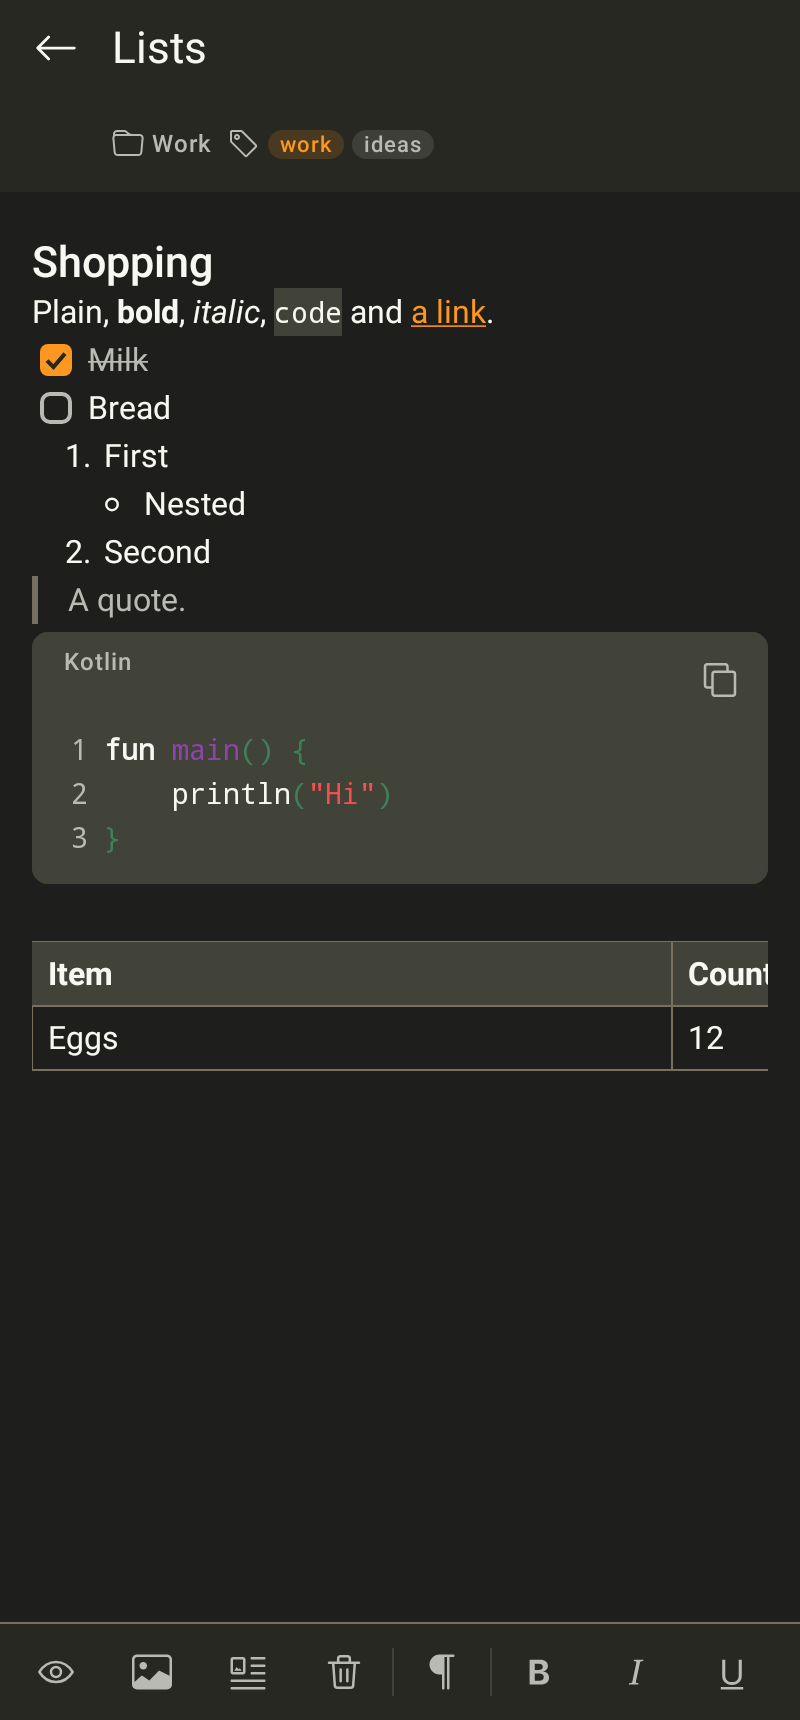 Lists
Work work ideas
Shopping
Plain, bold, italic, code and a link.
Milk
Bread
1. First
Nested
2. Second
A quote.
Kotlin
1 fun main() {
2     println("Hi")
3 }
Item Count
Eggs 12
B I U